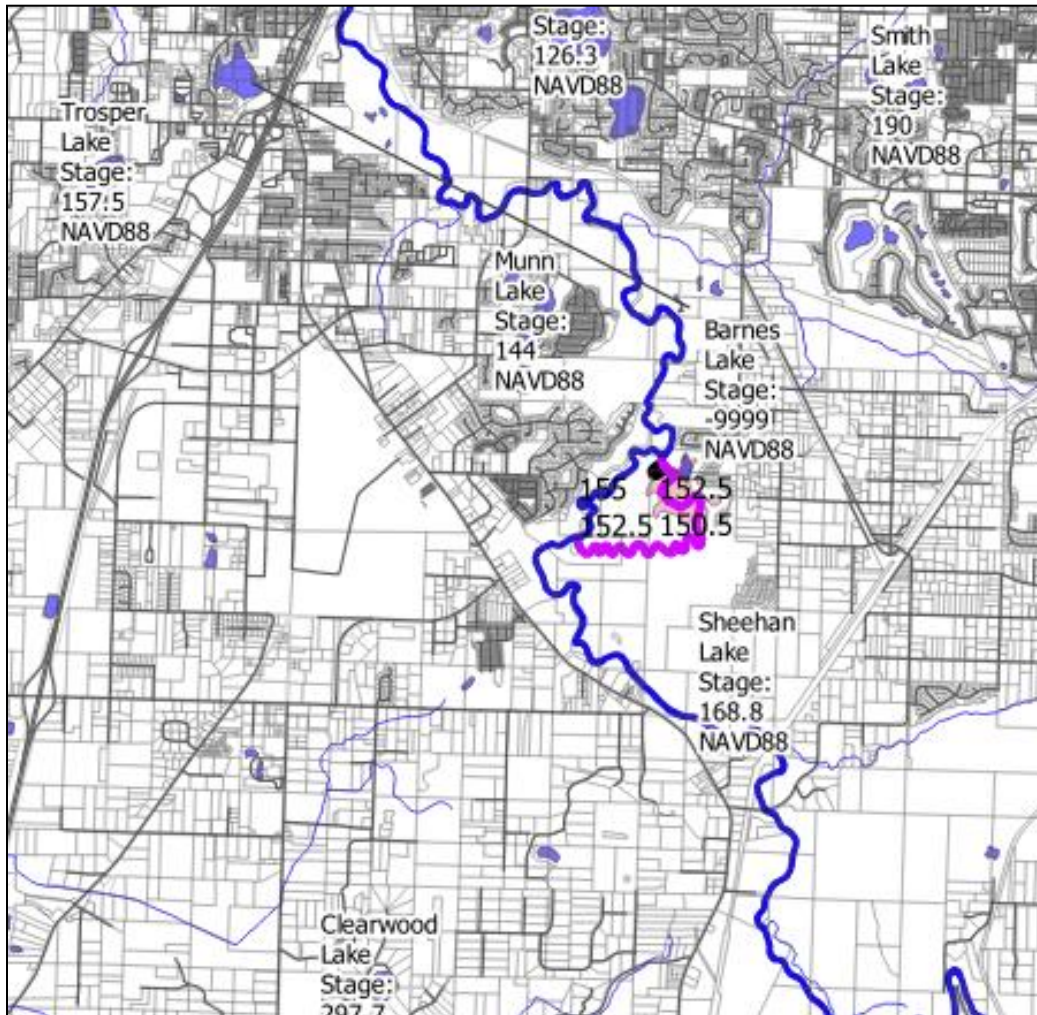 Stage:
126.3
NAVD88
Smith
Lake
Stage:
190
NAVD88
Trosper
Lake
Stage:
157.5
NAVD88
Munn
Lake
Stage:
144
NAVD88
Barnes
Lake
Stage:
-9999
NAVD88
155 152.5
152.5 150.5
Sheehan
Lake
Stage:
168.8
NAVD88
Clearwood
Lake
Stage:
297.7